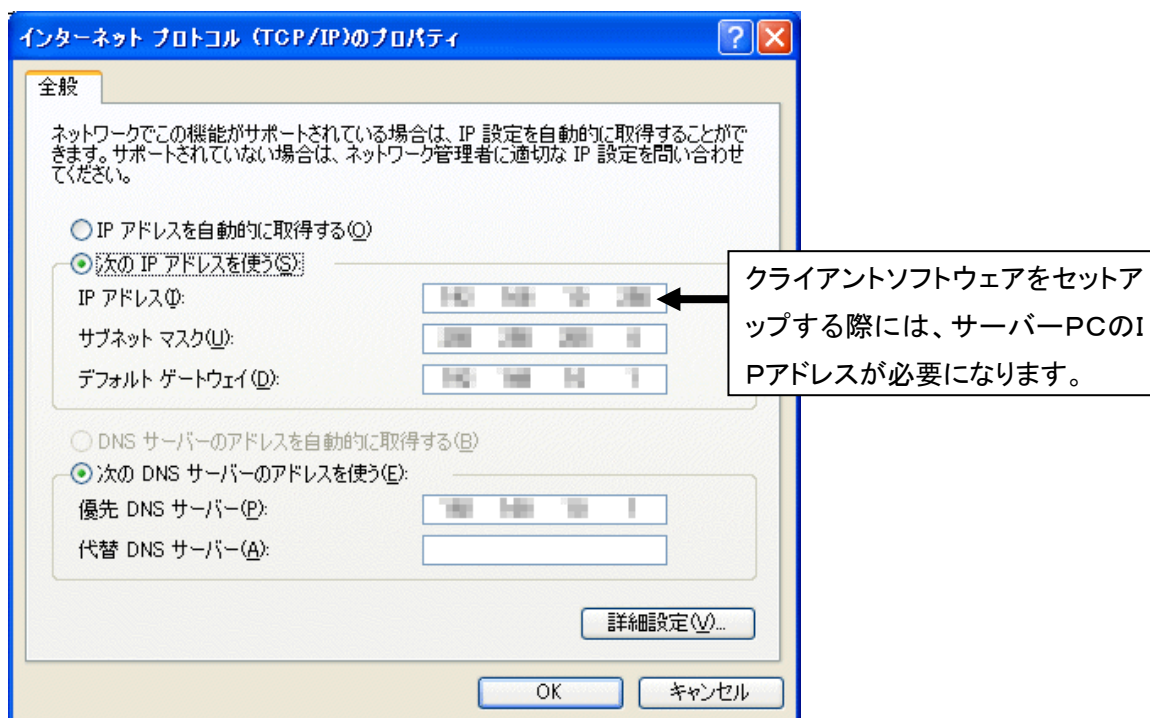 インターネット プロトコル (TCP/IP)のプロパティ
全般
ネットワークでこの機能がサポートされている場合は、IP 設定を自動的に取得することがで
きます。サポートされていない場合は、ネットワーク管理者に適切な IP 設定を問い合わせ
てください。
IP アドレスを自動的に取得する(O)
次の IP アドレスを使う(S):
IP アドレス(I):
サブネット マスク(U):
デフォルト ゲートウェイ(D):
クライアントソフトウェアをセットア
ップする際には、サーバーPCのI
Pアドレスが必要になります。
DNS サーバーのアドレスを自動的に取得する(B)
次の DNS サーバーのアドレスを使う(E):
優先 DNS サーバー(P):
代替 DNS サーバー(A):
詳細設定(V)...
OK
キャンセル